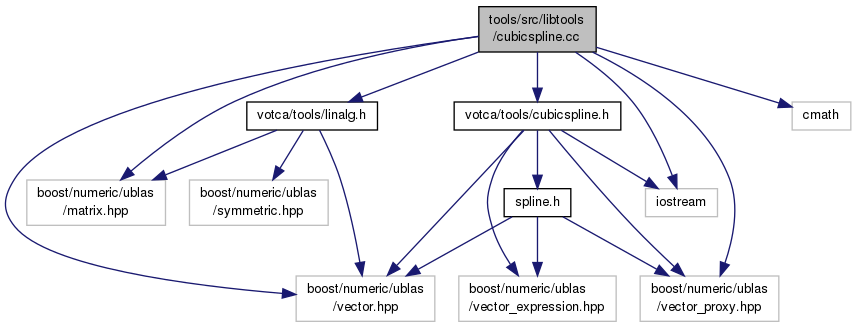 tools/src/libtools
/cubicspline.cc
votca/tools/linalg.h
votca/tools/cubicspline.h
cmath
boost/numeric/ublas
/matrix.hpp
boost/numeric/ublas
/symmetric.hpp
spline.h
iostream
boost/numeric/ublas
/vector.hpp
boost/numeric/ublas
/vector_expression.hpp
boost/numeric/ublas
/vector_proxy.hpp